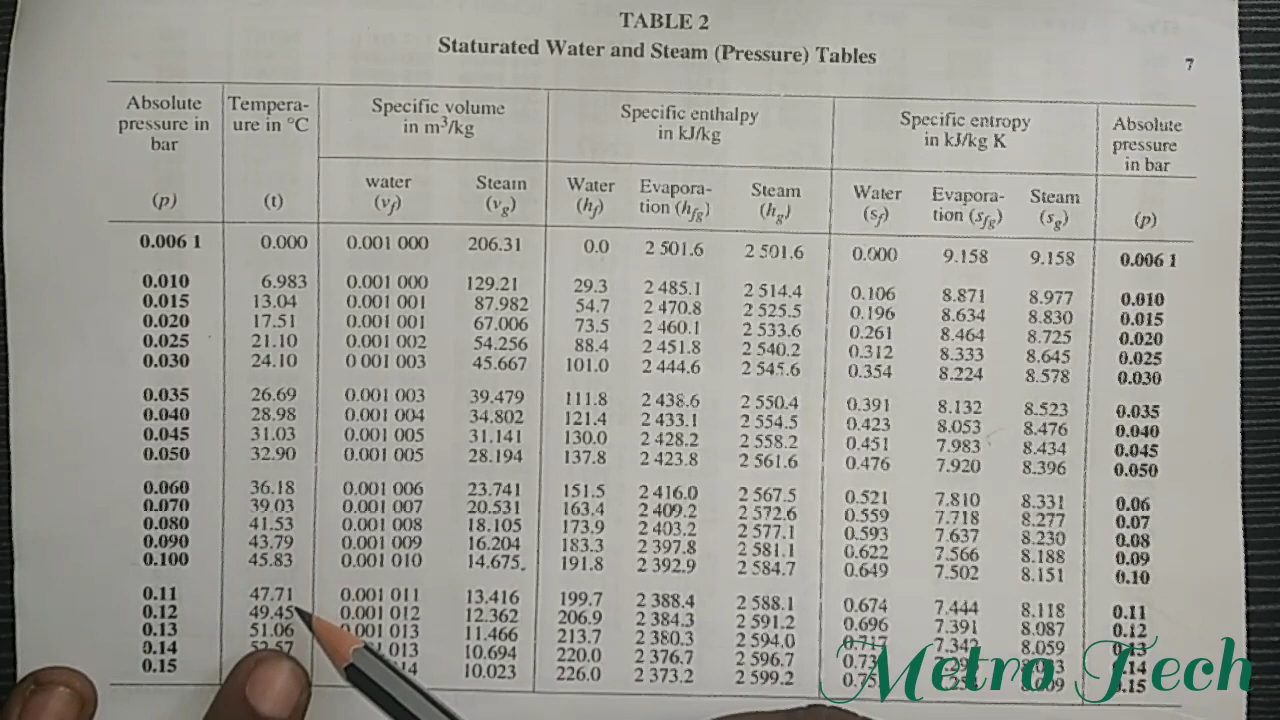 TABLE 2
Staturated Water and Steam (Pressure) Tables
7
Absolute pressure in bar (p) Tempera- ure in °C (t) Specific volume in m³/kg Specific enthalpy in kJ/kg Specific entropy in kJ/kg K Absolute pressure in bar (p)
water (vf) Steam (vg) Water (hf) Evapora- tion (hfg) Steam (hg) Water (sf) Evapora- tion (sfg) Steam (sg)
0.006 1 0.000 0.001 000 206.31 0.0 2 501.6 2 501.6 0.000 9.158 9.158 0.006 1
0.010 6.983 0.001 000 129.21 29.3 2 485.1 2 514.4 0.106 8.871 8.977 0.010
0.015 13.04 0.001 001 87.982 54.7 2 470.8 2 525.5 0.196 8.634 8.830 0.015
0.020 17.51 0.001 001 67.006 73.5 2 460.1 2 533.6 0.261 8.464 8.725 0.020
0.025 21.10 0.001 002 54.256 88.4 2 451.8 2 540.2 0.312 8.333 8.645 0.025
0.030 24.10 0 001 003 45.667 101.0 2 444.6 2 545.6 0.354 8.224 8.578 0.030
0.035 26.69 0.001 003 39.479 111.8 2 438.6 2 550.4 0.391 8.132 8.523 0.035
0.040 28.98 0.001 004 34.802 121.4 2 433.1 2 554.5 0.423 8.053 8.476 0.040
0.045 31.03 0.001 005 31.141 130.0 2 428.2 2 558.2 0.451 7.983 8.434 0.045
0.050 32.90 0.001 005 28.194 137.8 2 423.8 2 561.6 0.476 7.920 8.396 0.050
0.060 36.18 0.001 006 23.741 151.5 2 416.0 2 567.5 0.521 7.810 8.331 0.06
0.070 39.03 0.001 007 20.531 163.4 2 409.2 2 572.6 0.559 7.718 8.277 0.07
0.080 41.53 0.001 008 18.105 173.9 2 403.2 2 577.1 0.593 7.637 8.230 0.08
0.090 43.79 0.001 009 16.204 183.3 2 397.8 2 581.1 0.622 7.566 8.188 0.09
0.100 45.83 0.001 010 14.675 191.8 2 392.9 2 584.7 0.649 7.502 8.151 0.10
0.11 47.71 0.001 011 13.416 199.7 2 388.4 2 588.1 0.674 7.444 8.118 0.11
0.12 49.45 0.001 012 12.362 206.9 2 384.3 2 591.2 0.696 7.391 8.087 0.12
0.13 51.06 0.001 013 11.466 213.7 2 380.3 2 594.0 0.717 7.342 8.059 0.13
0.14 013 10.694 220.0 2 376.7 2 596.7
0.15 10.023 226.0 2 373.2 2 599.2
Metro Tech